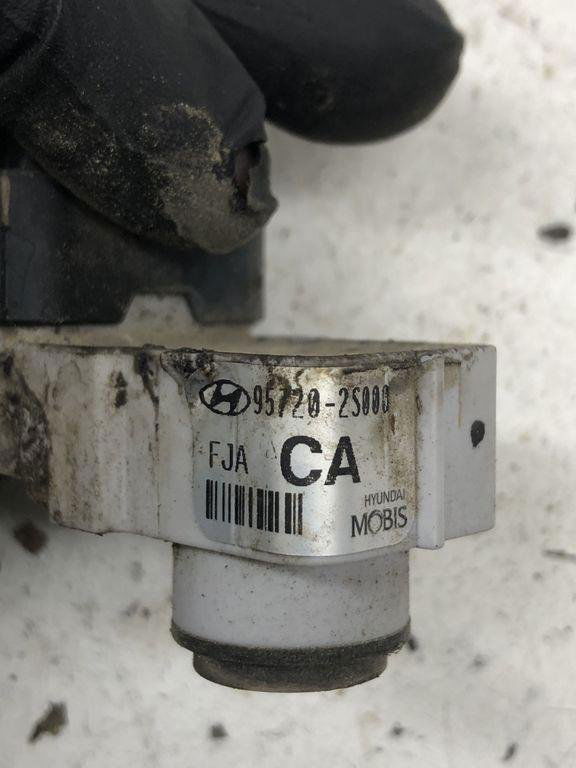 95720-2S000
FJA CA
HYUNDAI
MOBIS